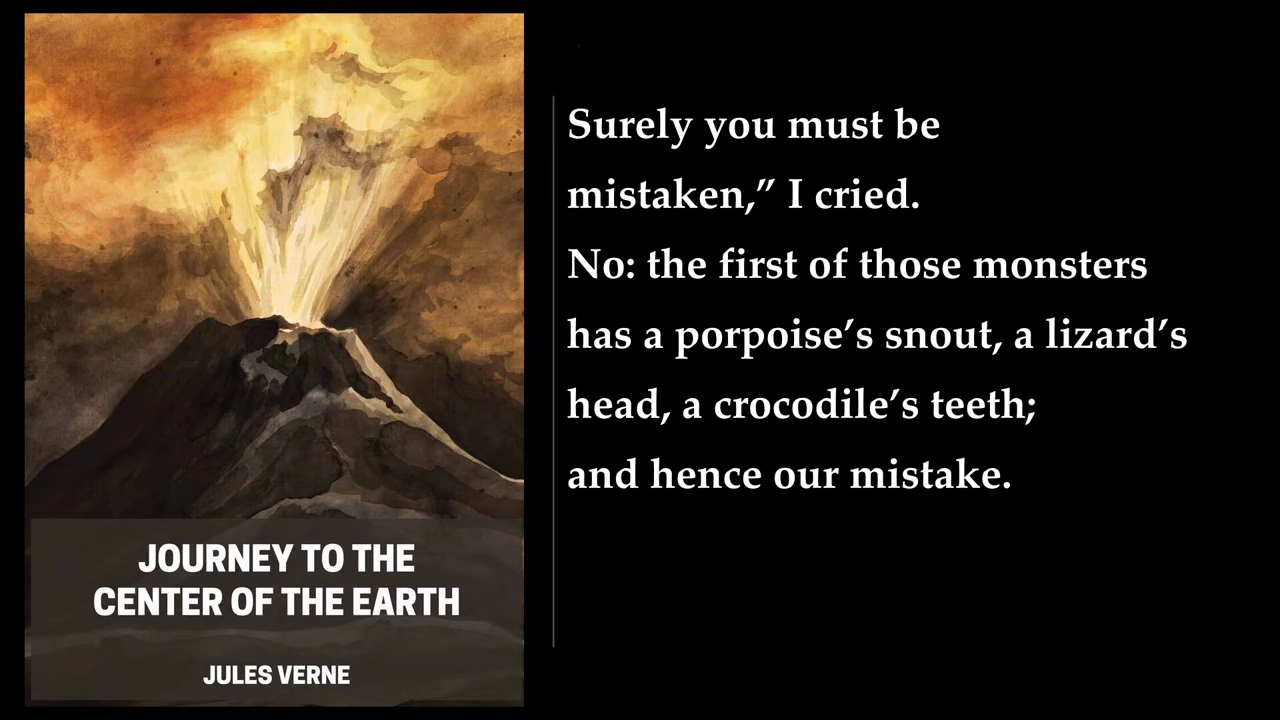 Surely you must be
mistaken,” I cried.
No: the first of those monsters
has a porpoise’s snout, a lizard’s
head, a crocodile’s teeth;
and hence our mistake.
JOURNEY TO THE
CENTER OF THE EARTH
JULES VERNE